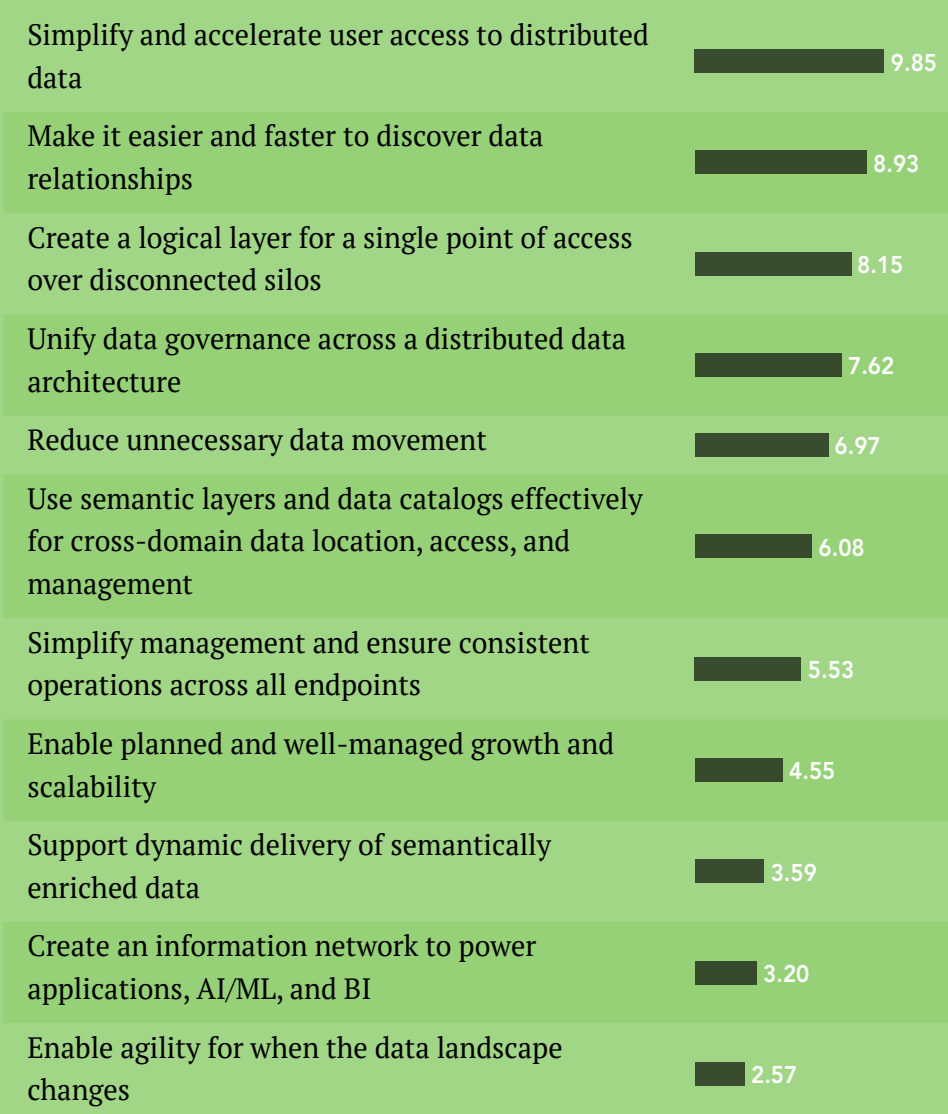 Simplify and accelerate user access to distributed
data
9.85
Make it easier and faster to discover data
relationships
8.93
Create a logical layer for a single point of access
over disconnected silos
8.15
Unify data governance across a distributed data
architecture
7.62
Reduce unnecessary data movement
6.97
Use semantic layers and data catalogs effectively
for cross-domain data location, access, and
management
6.08
Simplify management and ensure consistent
operations across all endpoints
5.53
Enable planned and well-managed growth and
scalability
4.55
Support dynamic delivery of semantically
enriched data
3.59
Create an information network to power
applications, AI/ML, and BI
3.20
Enable agility for when the data landscape
changes
2.57